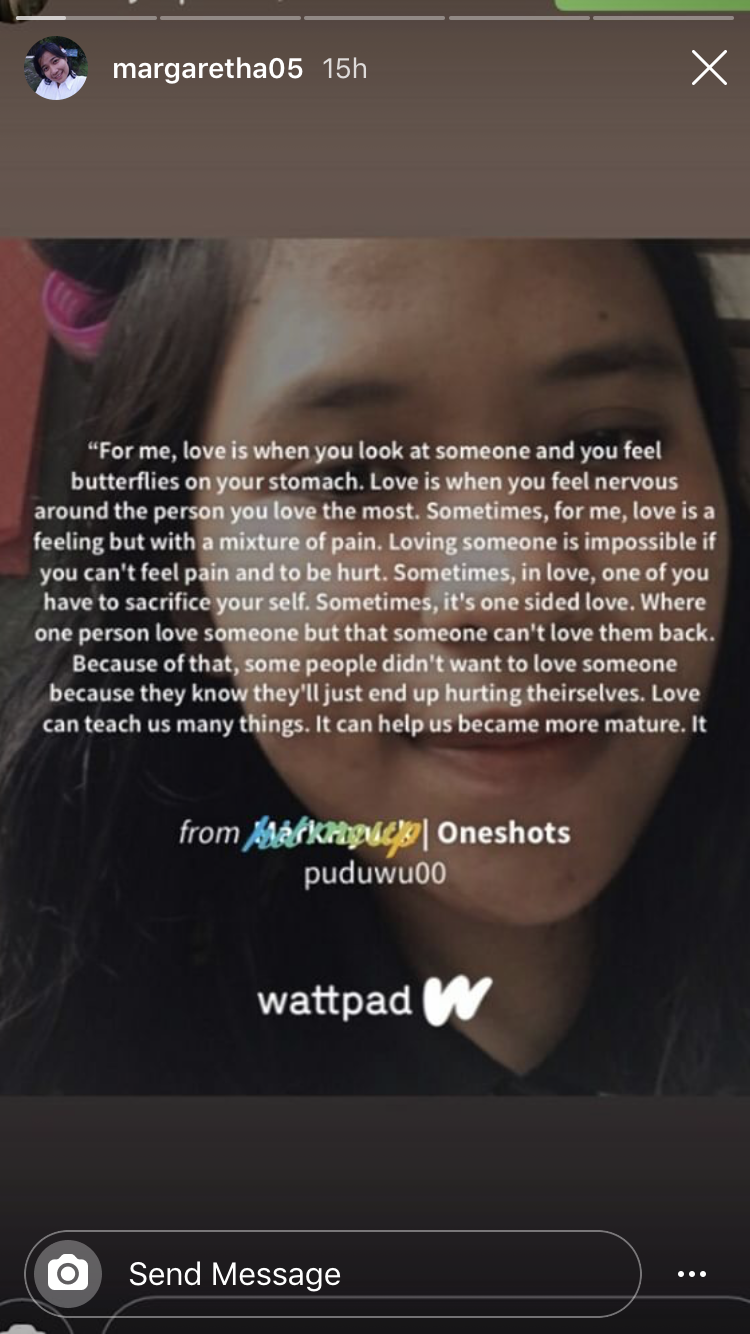 margaretha05 15h
“For me, love is when you look at someone and you feel
butterflies on your stomach. Love is when you feel nervous
around the person you love the most. Sometimes, for me, love is a
feeling but with a mixture of pain. Loving someone is impossible if
you can't feel pain and to be hurt. Sometimes, in love, one of you
have to sacrifice your self. Sometimes, it's one sided love. Where
one person love someone but that someone can't love them back.
Because of that, some people didn't want to love someone
because they know they'll just end up hurting theirselves. Love
can teach us many things. It can help us became more mature. It
from | Oneshots
puduwu00
wattpad
Send Message